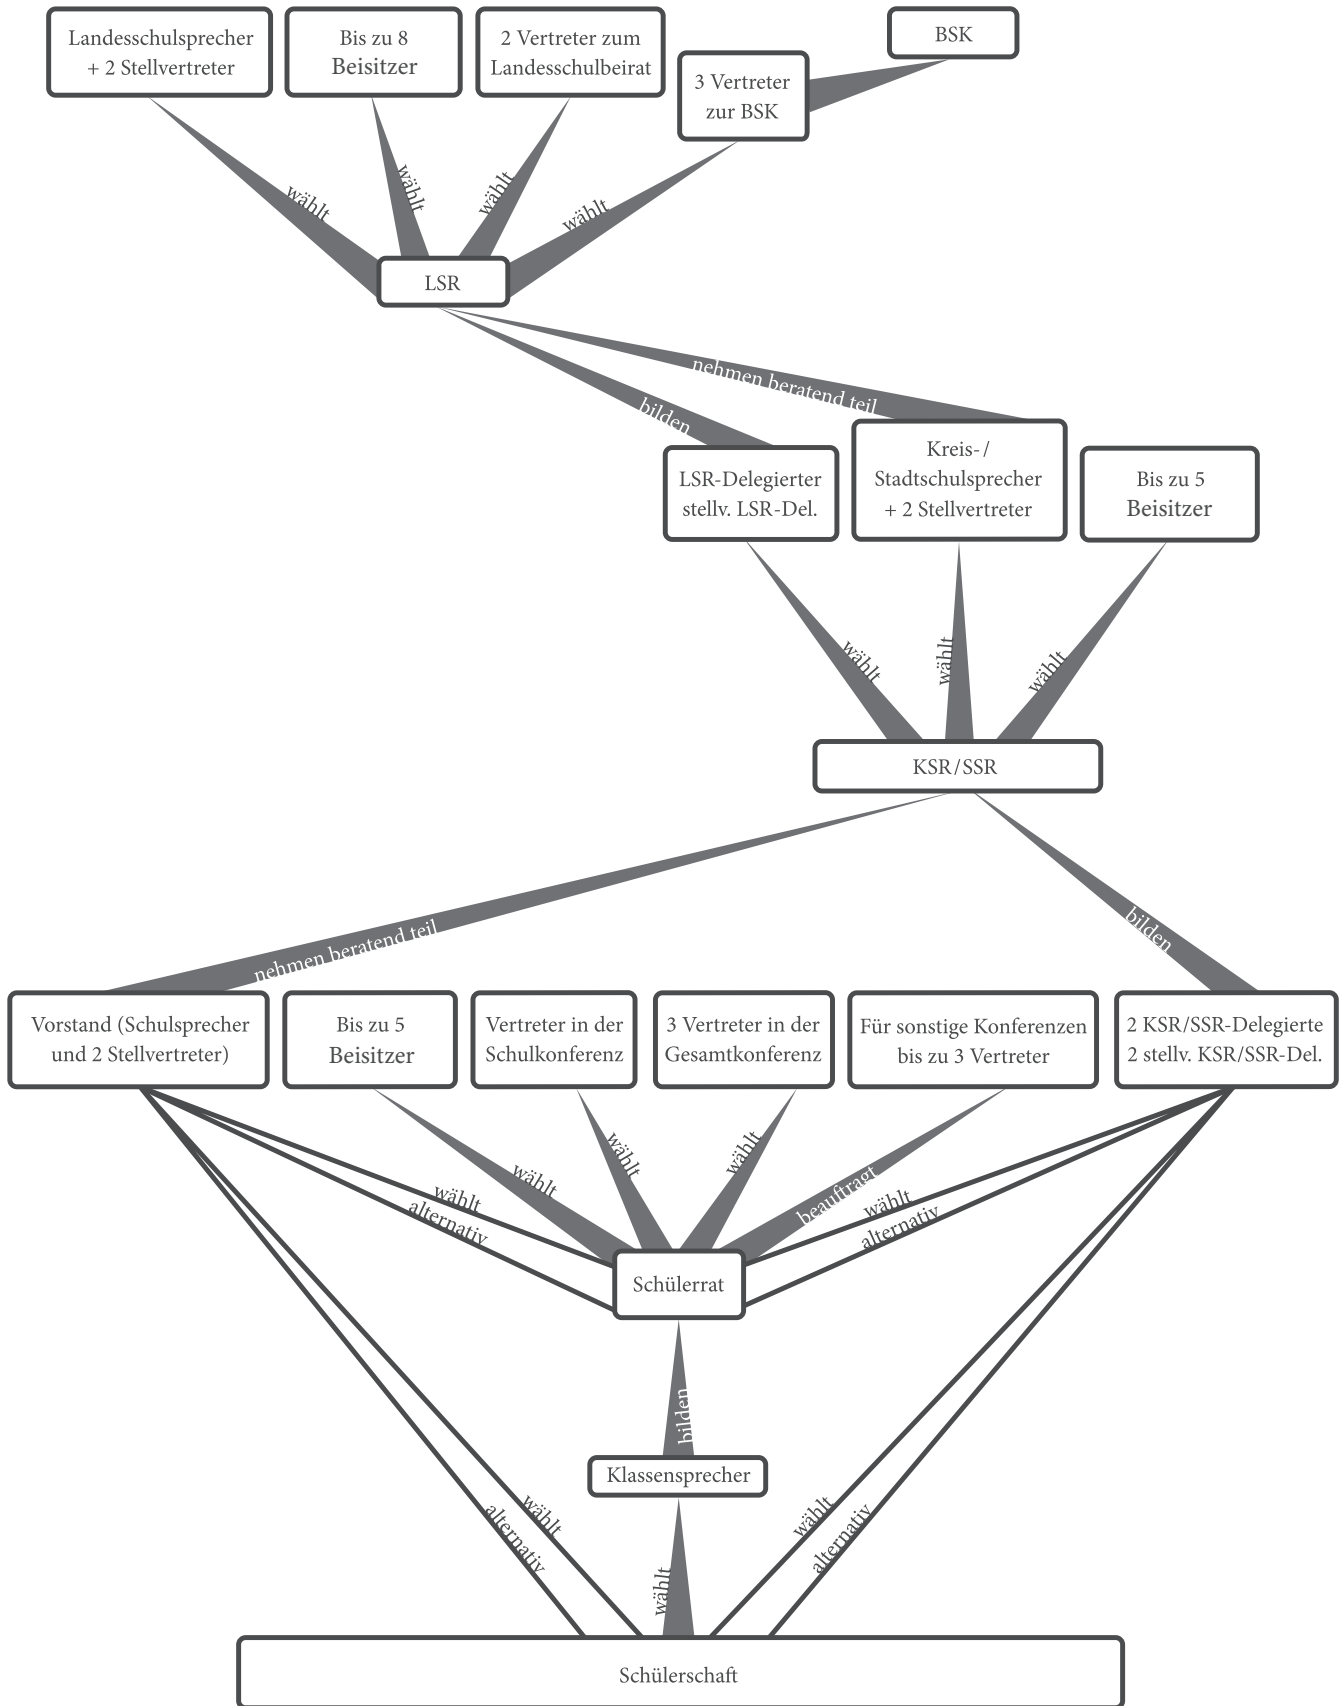 Landesschulsprecher
+ 2 Stellvertreter
Bis zu 8
Beisitzer
2 Vertreter zum
Landesschulbeirat
3 Vertreter
zur BSK
BSK
wählt
wählt
wählt
wählt
LSR
nehmen beratend teil
bilden
LSR-Delegierter
stellv. LSR-Del.
Kreis-/
Stadtschulsprecher
+ 2 Stellvertreter
Bis zu 5
Beisitzer
wählt
wählt
wählt
KSR/SSR
nehmen beratend teil
bilden
Vorstand (Schulsprecher
und 2 Stellvertreter)
Bis zu 5
Beisitzer
Vertreter in der
Schulkonferenz
3 Vertreter in der
Gesamtkonferenz
Für sonstige Konferenzen
bis zu 3 Vertreter
2 KSR/SSR-Delegierte
2 stellv. KSR/SSR-Del.
wählt
alternativ
wählt
wählt
wählt
beauftragt
wählt
alternativ
Schülerrat
bilden
Klassensprecher
alternativ
wählt
wählt
wählt
alternativ
Schülerschaft